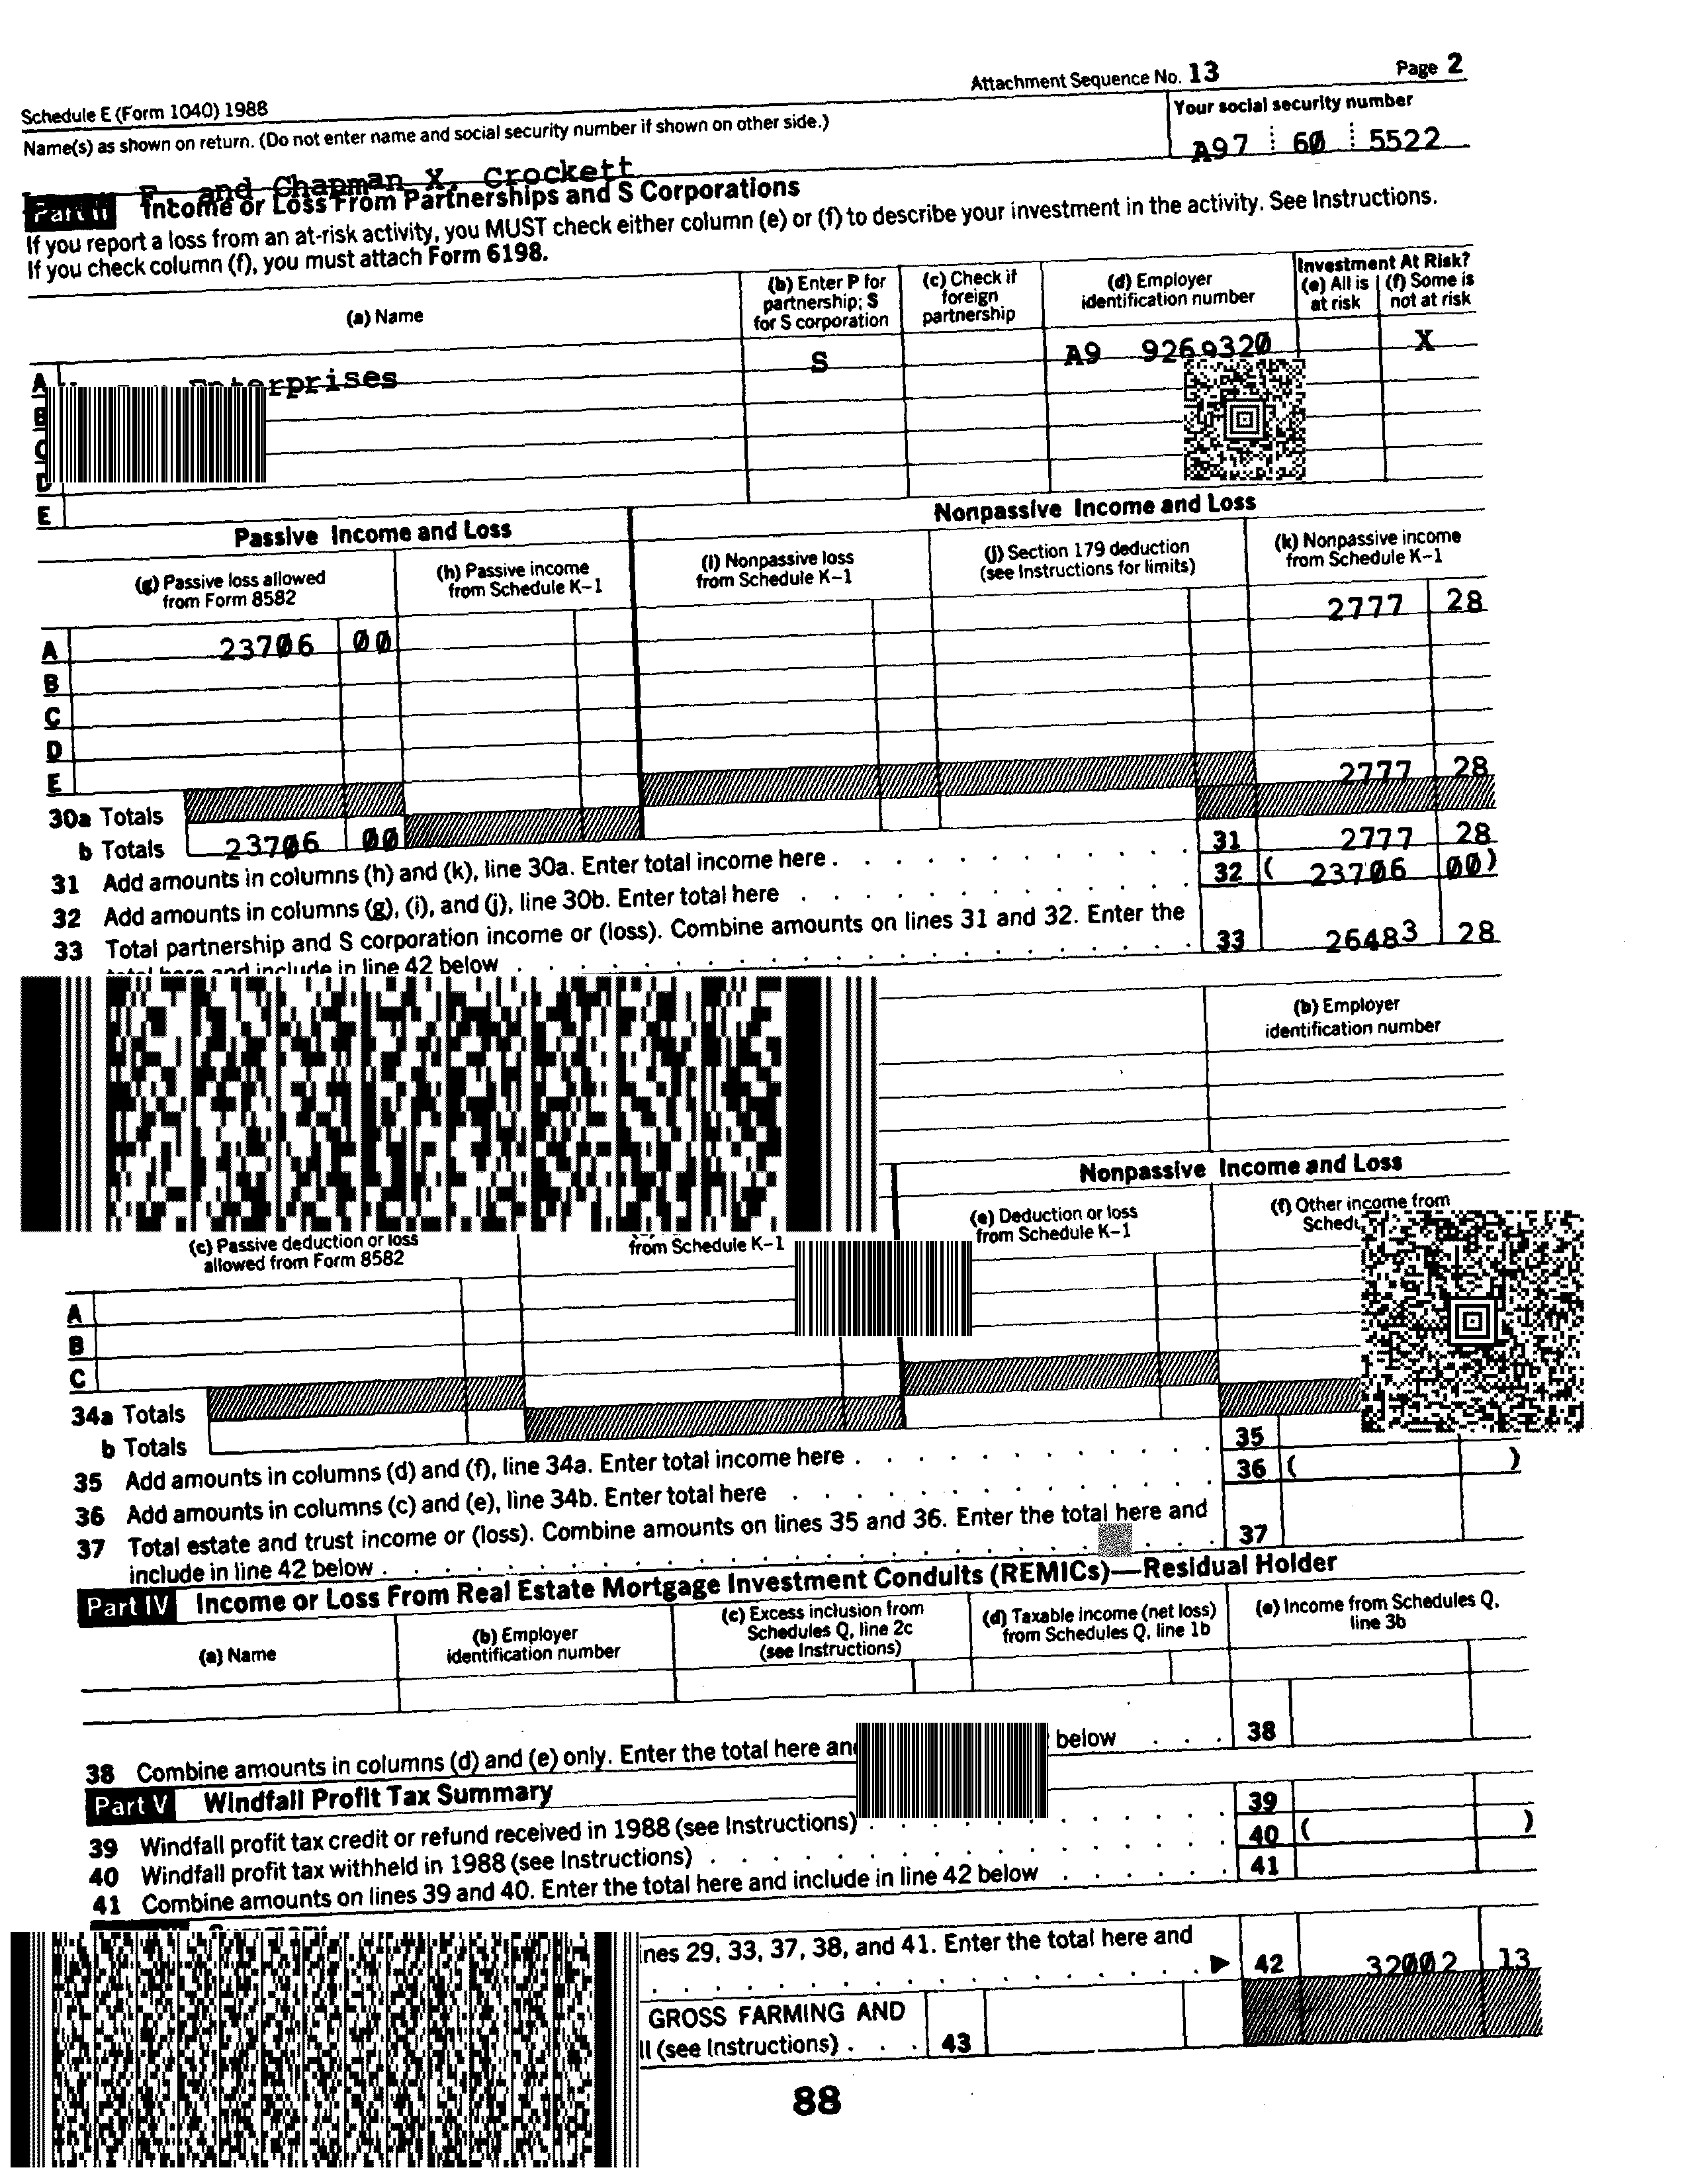 Attachment Sequence No. 13 Page 2
Schedule E (Form 1040) 1988
Name(s) as shown on return. (Do not enter name and social security number if shown on other side.)
Your social security number
A97 60 5522
F. and Chapman X. Crockett
Part II Income or Loss From Partnerships and S Corporations
If you report a loss from an at-risk activity, you MUST check either column (e) or (f) to describe your investment in the activity. See Instructions.
If you check column (f), you must attach Form 6198.
(a) Name
(b) Enter P for partnership; S for S corporation
(c) Check if foreign partnership
(d) Employer identification number
Investment At Risk?
(e) All is at risk
(f) Some is not at risk
A Enterprises S A9 9269320 X
B
C
D
E
Passive Income and Loss
Nonpassive Income and Loss
(g) Passive loss allowed from Form 8582
(h) Passive income from Schedule K-1
(i) Nonpassive loss from Schedule K-1
(j) Section 179 deduction (see Instructions for limits)
(k) Nonpassive income from Schedule K-1
A 23706 00 2777 28
B
C
D
E
30a Totals 2777 28
b Totals 23706 00
31 Add amounts in columns (h) and (k), line 30a. Enter total income here . 31 2777 28
32 Add amounts in columns (g), (i), and (j), line 30b. Enter total here . 32 ( 23706 00)
33 Total partnership and S corporation income or (loss). Combine amounts on lines 31 and 32. Enter the
total here and include in line 42 below . 33 26483 28
(b) Employer identification number
Nonpassive Income and Loss
(c) Passive deduction or loss allowed from Form 8582
from Schedule K-1
(e) Deduction or loss from Schedule K-1
(f) Other income from
A
B
C
34a Totals
b Totals
35 Add amounts in columns (d) and (f), line 34a. Enter total income here . 35
36 Add amounts in columns (c) and (e), line 34b. Enter total here . 36 ( )
37 Total estate and trust income or (loss). Combine amounts on lines 35 and 36. Enter the total here and
include in line 42 below . 37
Part IV Income or Loss From Real Estate Mortgage Investment Conduits (REMICs)—Residual Holder
(a) Name
(b) Employer identification number
(c) Excess inclusion from Schedules Q, line 2c (see Instructions)
(d) Taxable income (net loss) from Schedules Q, line 1b
(e) Income from Schedules Q, line 3b
38 Combine amounts in columns (d) and (e) only. Enter the total here and below . . . 38
Part V Windfall Profit Tax Summary
39 Windfall profit tax credit or refund received in 1988 (see Instructions) . 39
40 Windfall profit tax withheld in 1988 (see Instructions) . 40 ( )
41 Combine amounts on lines 39 and 40. Enter the total here and include in line 42 below . 41
Summary
lines 29, 33, 37, 38, and 41. Enter the total here and
▶ 42 32002 13
GROSS FARMING AND
(see Instructions) . . . 43
88